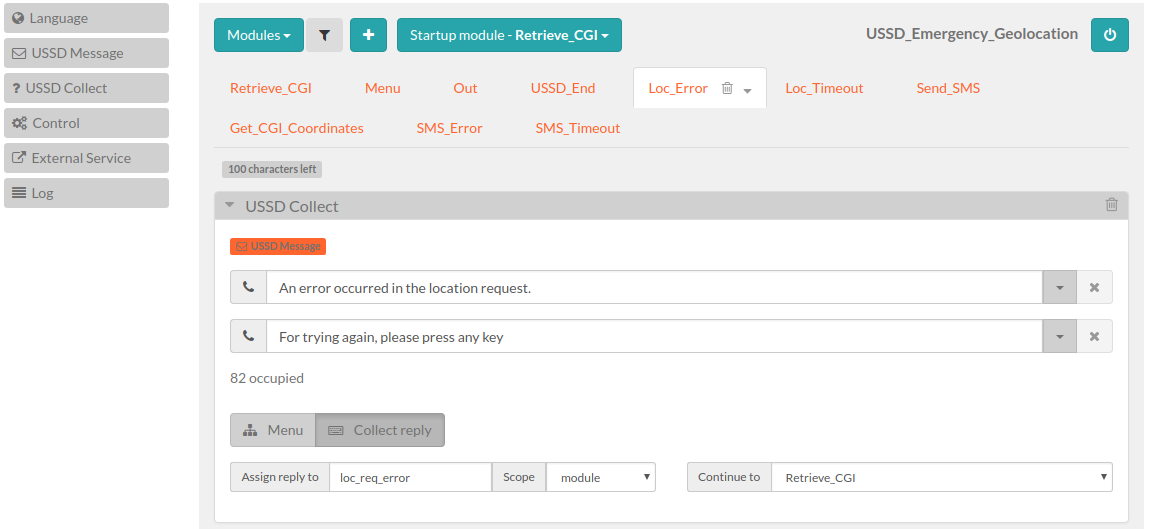 Language
USSD Message
? USSD Collect
Control
External Service
Log
Modules
Startup module - Retrieve_CGI
USSD_Emergency_Geolocation
Retrieve_CGI Menu Out USSD_End Loc_Error Loc_Timeout Send_SMS
Get_CGI_Coordinates SMS_Error SMS_Timeout
100 characters left
USSD Collect
USSD Message
An error occurred in the location request.
For trying again, please press any key
82 occupied
Menu Collect reply
Assign reply to loc_req_error Scope module Continue to Retrieve_CGI